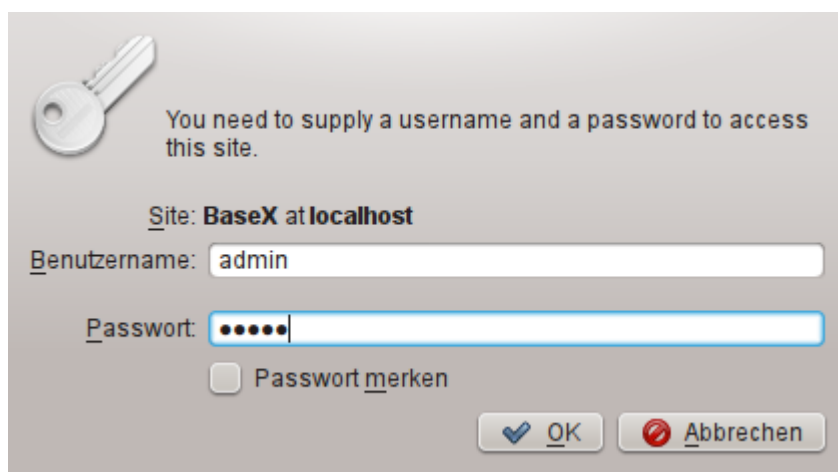 You need to supply a username and a password to access
this site.
Site: BaseX at localhost
Benutzername: admin
Passwort: •••••
Passwort merken
OK Abbrechen